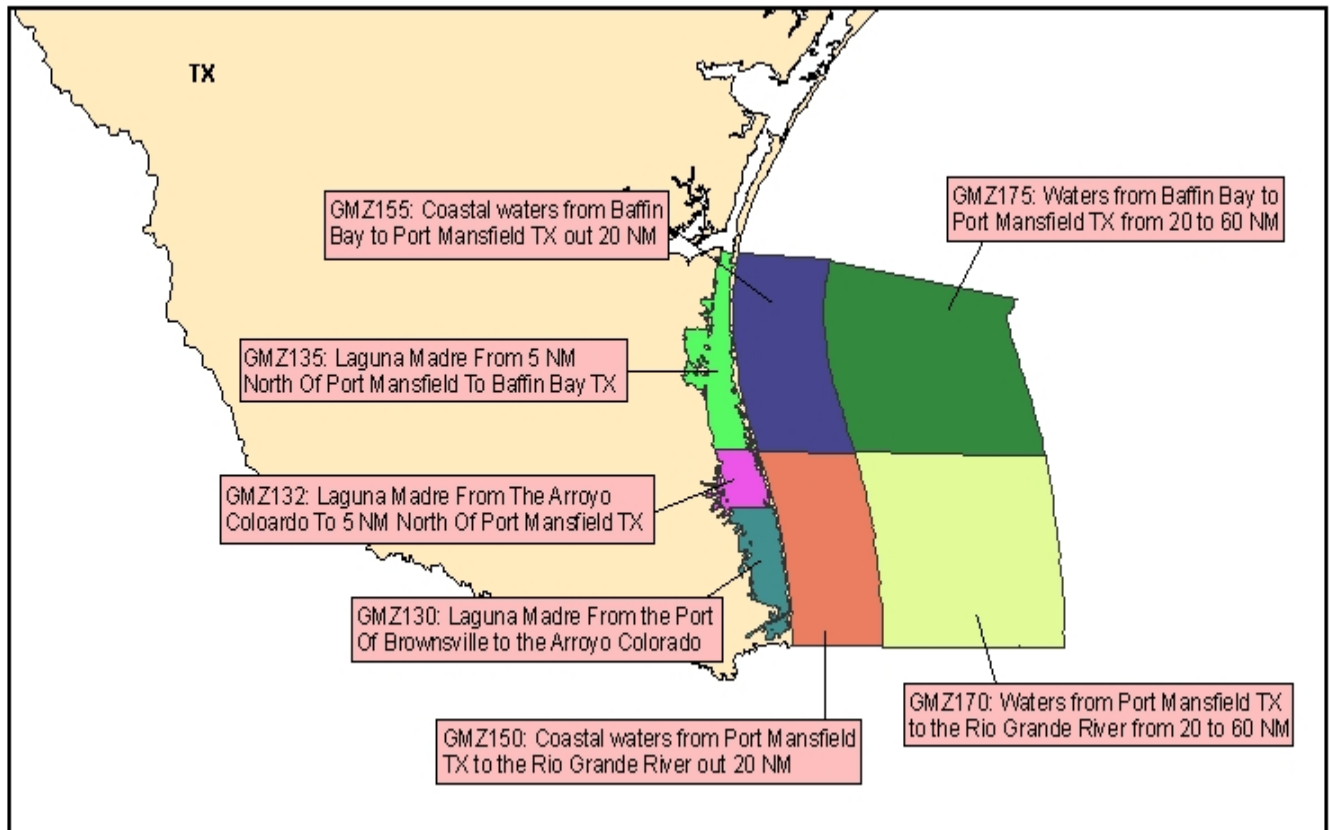 TX
GMZ155: Coastal waters from Baffin
Bay to Port Mansfield TX out 20 NM
GMZ175: Waters from Baffin Bay to
Port Mansfield TX from 20 to 60 NM
GMZ135: Laguna Madre From 5 NM
North Of Port Mansfield To Baffin Bay TX
GMZ132: Laguna Madre From The Arroyo
Coloardo To 5 NM North Of Port Mansfield TX
GMZ130: Laguna Madre From the Port
Of Brownsville to the Arroyo Colorado
GMZ170: Waters from Port Mansfield TX
to the Rio Grande River from 20 to 60 NM
GMZ150: Coastal waters from Port Mansfield
TX to the Rio Grande River out 20 NM